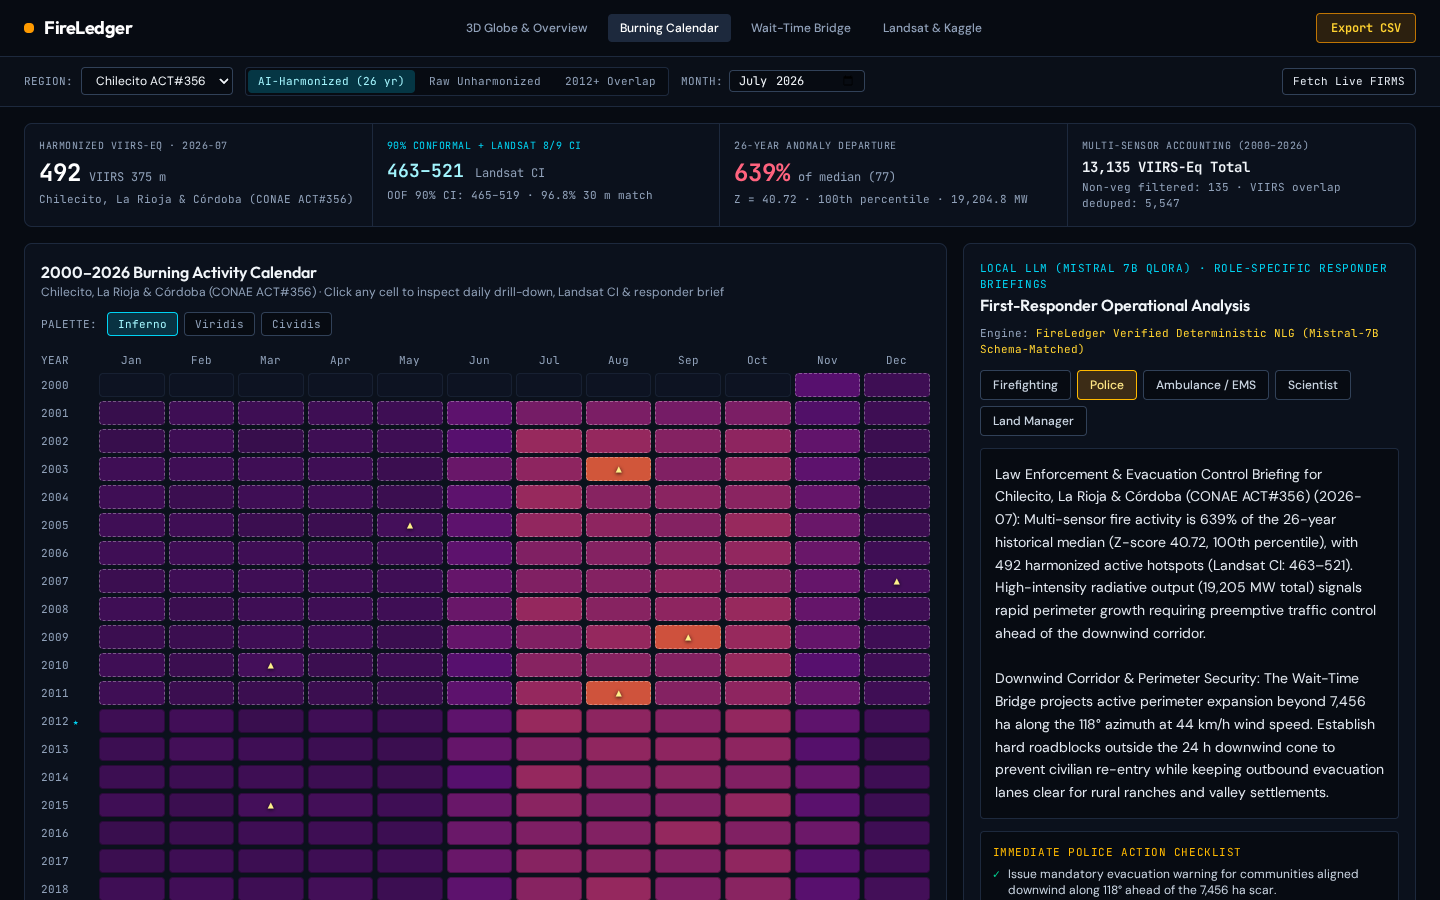 FireLedger
3D Globe & Overview
Burning Calendar
Wait-Time Bridge
Landsat & Kaggle
Export CSV
REGION:
Chilecito ACT#356
AI-Harmonized (26 yr)
Raw Unharmonized
2012+ Overlap
MONTH:
July 2026
Fetch Live FIRMS
HARMONIZED VIIRS-EQ · 2026-07
492 VIIRS 375 m
Chilecito, La Rioja & Córdoba (CONAE ACT#356)
90% CONFORMAL + LANDSAT 8/9 CI
463–521 Landsat CI
OOF 90% CI: 465–519 · 96.8% 30 m match
26-YEAR ANOMALY DEPARTURE
639% of median (77)
Z = 40.72 · 100th percentile · 19,204.8 MW
MULTI-SENSOR ACCOUNTING (2000–2026)
13,135 VIIRS-Eq Total
Non-veg filtered: 135 · VIIRS overlap
deduped: 5,547
2000–2026 Burning Activity Calendar
Chilecito, La Rioja & Córdoba (CONAE ACT#356) · Click any cell to inspect daily drill-down, Landsat CI & responder brief
PALETTE:
Inferno
Viridis
Cividis
YEAR Jan Feb Mar Apr May Jun Jul Aug Sep Oct Nov Dec
2000
2001
2002
2003 ▲
2004
2005 ▲
2006
2007 ▲
2008
2009 ▲
2010 ▲
2011 ▲
2012 ★
2013
2014
2015 ▲
2016
2017
2018
LOCAL LLM (MISTRAL 7B QLORA) · ROLE-SPECIFIC RESPONDER
BRIEFINGS
First-Responder Operational Analysis
Engine: FireLedger Verified Deterministic NLG (Mistral-7B
Schema-Matched)
Firefighting
Police
Ambulance / EMS
Scientist
Land Manager
Law Enforcement & Evacuation Control Briefing for
Chilecito, La Rioja & Córdoba (CONAE ACT#356) (2026-
07): Multi-sensor fire activity is 639% of the 26-year
historical median (Z-score 40.72, 100th percentile), with
492 harmonized active hotspots (Landsat CI: 463–521).
High-intensity radiative output (19,205 MW total) signals
rapid perimeter growth requiring preemptive traffic control
ahead of the downwind corridor.
Downwind Corridor & Perimeter Security: The Wait-Time
Bridge projects active perimeter expansion beyond 7,456
ha along the 118° azimuth at 44 km/h wind speed. Establish
hard roadblocks outside the 24 h downwind cone to
prevent civilian re-entry while keeping outbound evacuation
lanes clear for rural ranches and valley settlements.
IMMEDIATE POLICE ACTION CHECKLIST
✓ Issue mandatory evacuation warning for communities aligned
downwind along 118° ahead of the 7,456 ha scar.